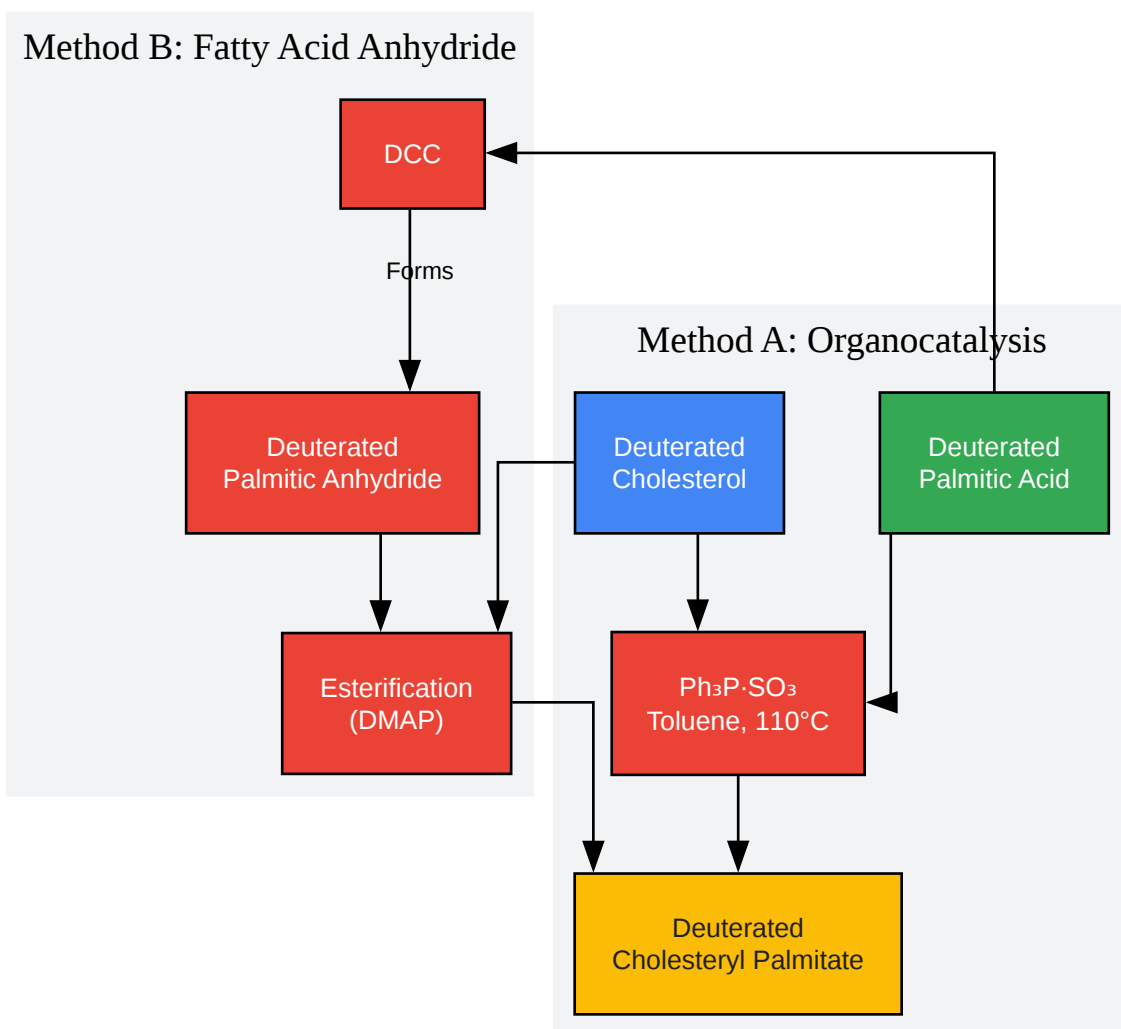 Method B: Fatty Acid Anhydride
DCC
Forms
Method A: Organocatalysis
Deuterated
Palmitic Anhydride
Deuterated
Cholesterol
Deuterated
Palmitic Acid
Esterification
(DMAP)
Ph₃P·SO₃
Toluene, 110°C
Deuterated
Cholesteryl Palmitate